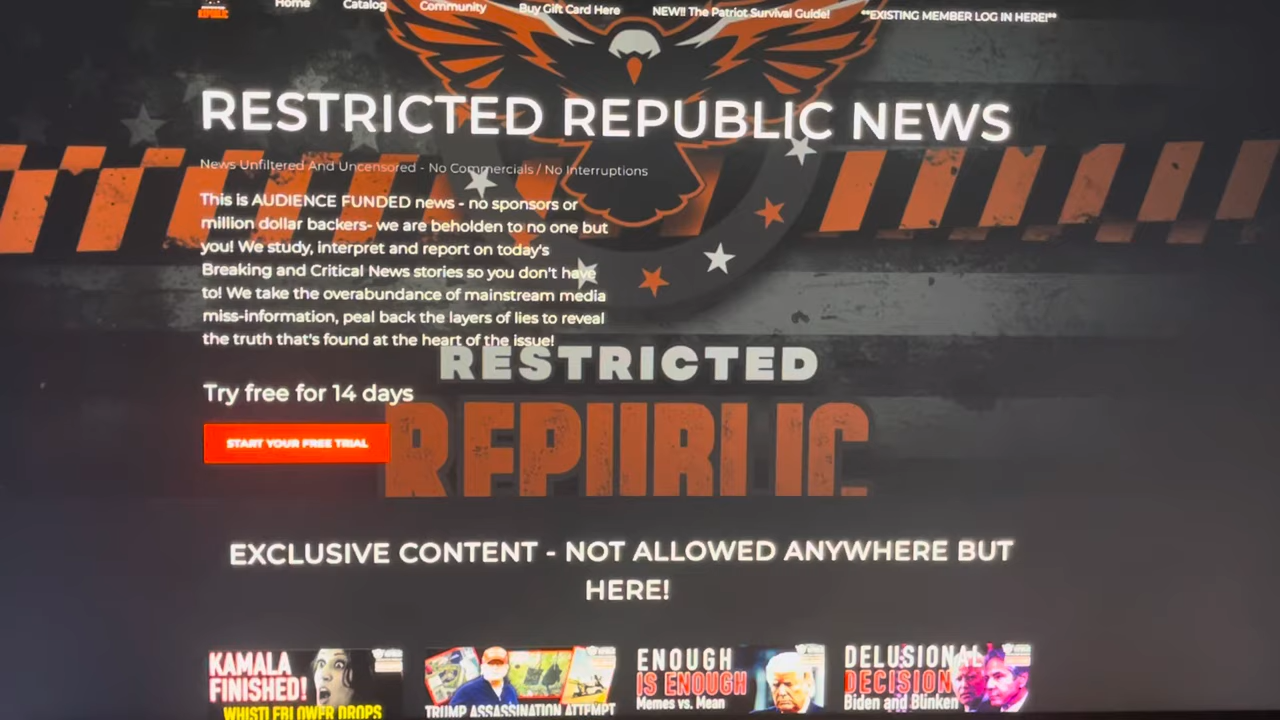 Home
Catalog
Community
Buy Gift Card Here
NEW!! The Patriot Survival Guide!
**EXISTING MEMBER LOG IN HERE!**
REPUBLIC
RESTRICTED REPUBLIC NEWS
News Unfiltered And Uncensored - No Commercials / No Interruptions
This is AUDIENCE FUNDED news - no sponsors or
million dollar backers- we are beholden to no one but
you! We study, interpret and report on today's
Breaking and Critical News stories so you don't have
to! We take the overabundance of mainstream media
miss-information, peal back the layers of lies to reveal
the truth that's found at the heart of the issue!
RESTRICTED
REPUBLIC
Try free for 14 days
START YOUR FREE TRIAL
EXCLUSIVE CONTENT - NOT ALLOWED ANYWHERE BUT
HERE!
KAMALA
FINISHED!
WHISTLEBLOWER DROPS
TRUMP ASSASSINATION ATTEMPT
ENOUGH
IS ENOUGH
Memes vs. Mean
DELUSIONAL
DECISION
Biden and Blinken